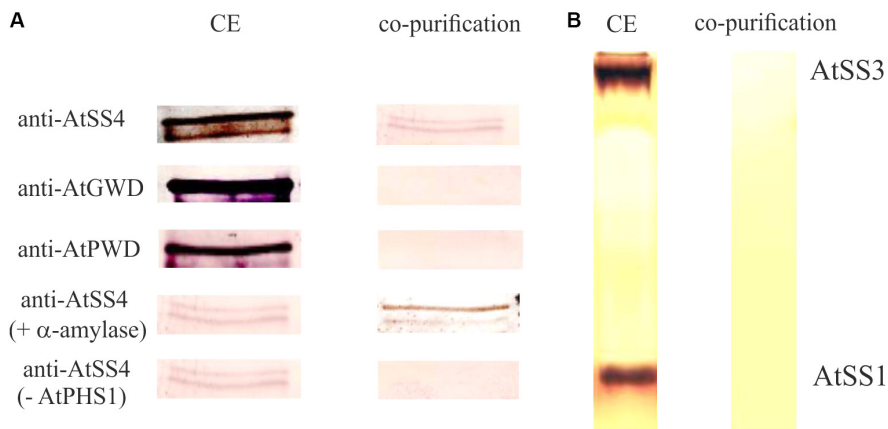 A
CE
co-purification
anti-AtSS4
anti-AtGWD
anti-AtPWD
anti-AtSS4
(+ α-amylase)
anti-AtSS4
(- AtPHS1)
B
CE
co-purification
AtSS3
AtSS1